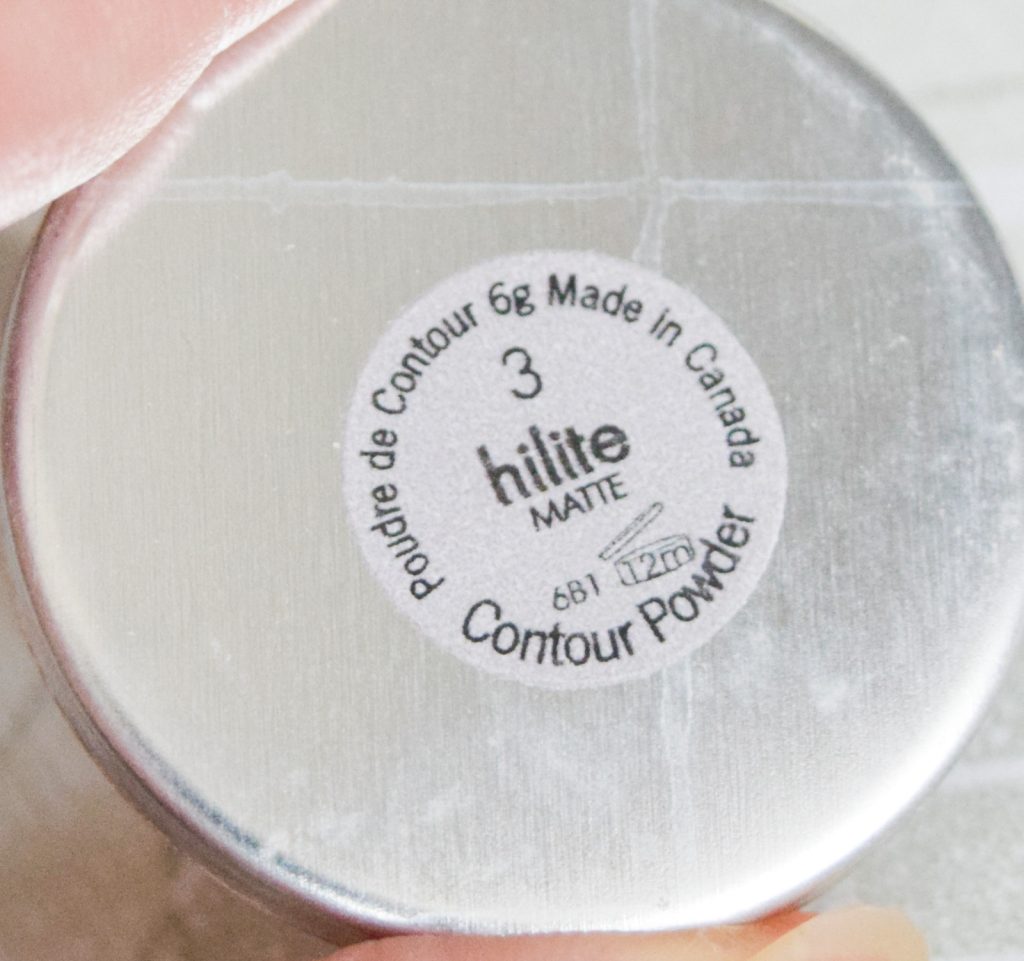 Poudre de Contour 6g Made in Canada
3
hilite
MATTE
12m
6B1
Contour Powder